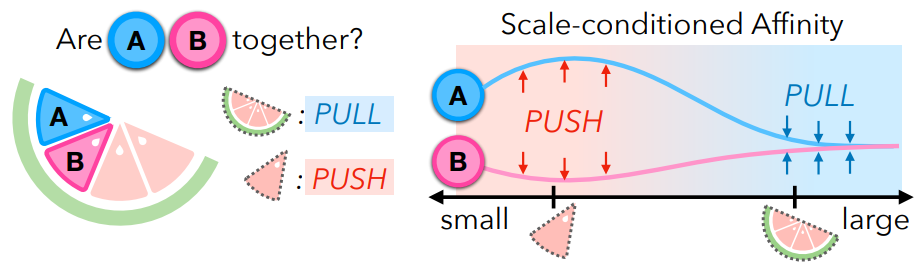 Are A B together?
A
B
: PULL
: PUSH
Scale-conditioned Affinity
A
B
PUSH
PULL
small
large